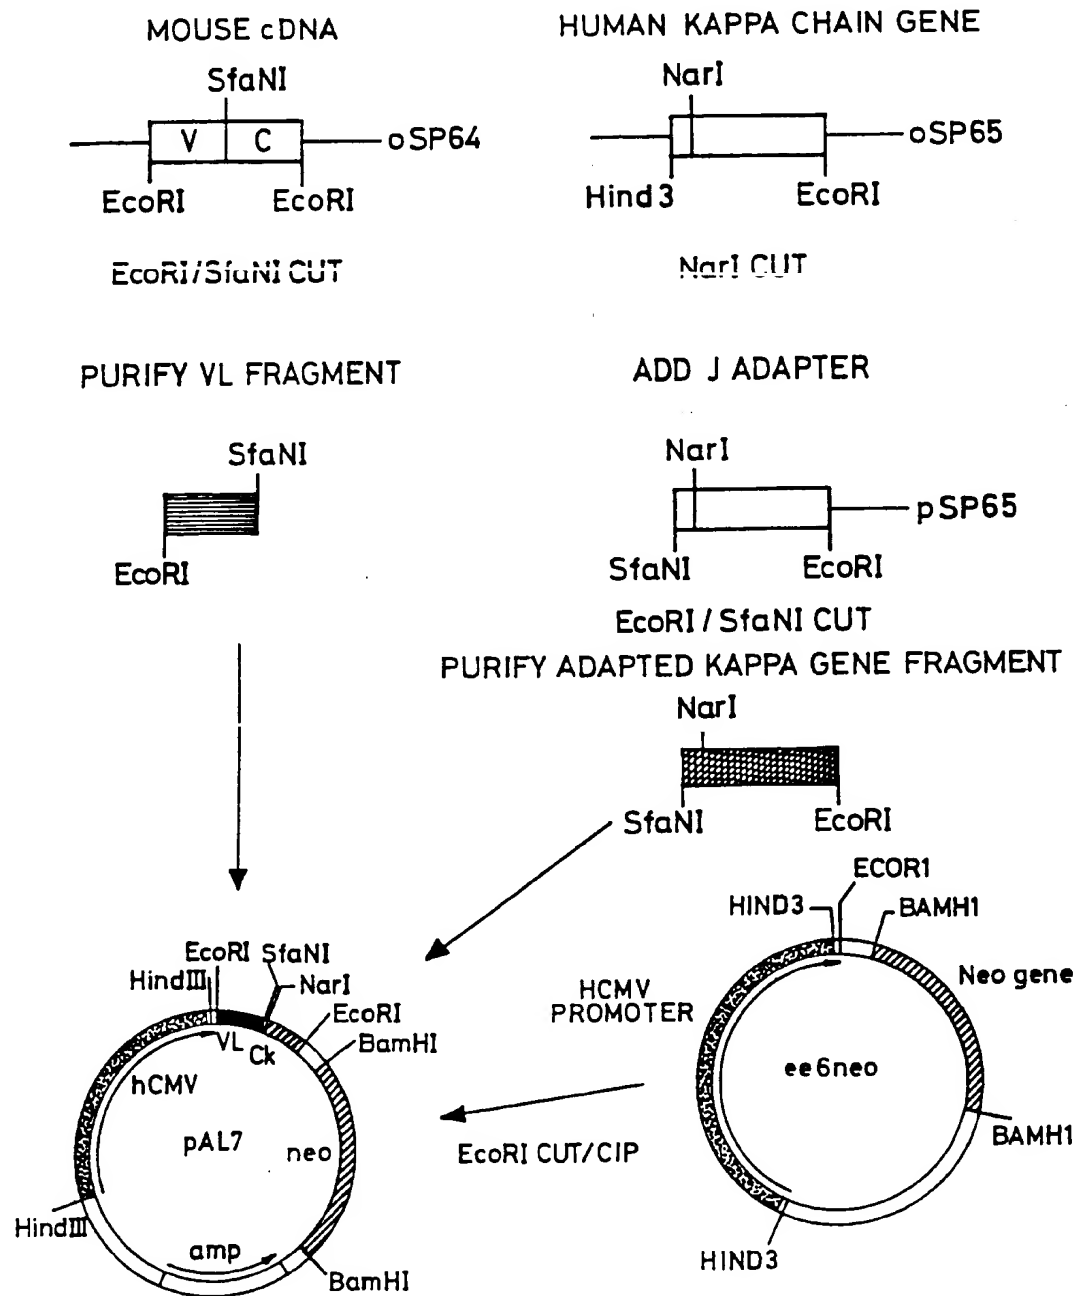 MOUSE cDNA
HUMAN KAPPA CHAIN GENE
SfaNI
NarI
V
C
oSP64
oSP65
EcoRI
EcoRI
Hind3
EcoRI
EcoRI/SfaNI CUT
NarI CUT
PURIFY VL FRAGMENT
ADD J ADAPTER
SfaNI
NarI
pSP65
EcoRI
SfaNI
EcoRI
EcoRI / SfaNI CUT
PURIFY ADAPTED KAPPA GENE FRAGMENT
NarI
SfaNI
EcoRI
ECOR1
HIND3
BAMH1
EcoRI SfaNI
HindIII
NarI
HCMV
PROMOTER
Neo gene
EcoRI
VL
Ck
BamHI
hCMV
ee6neo
pAL7
neo
EcoRI CUT/CIP
BAMH1
HindIII
amp
HIND3
BamHI